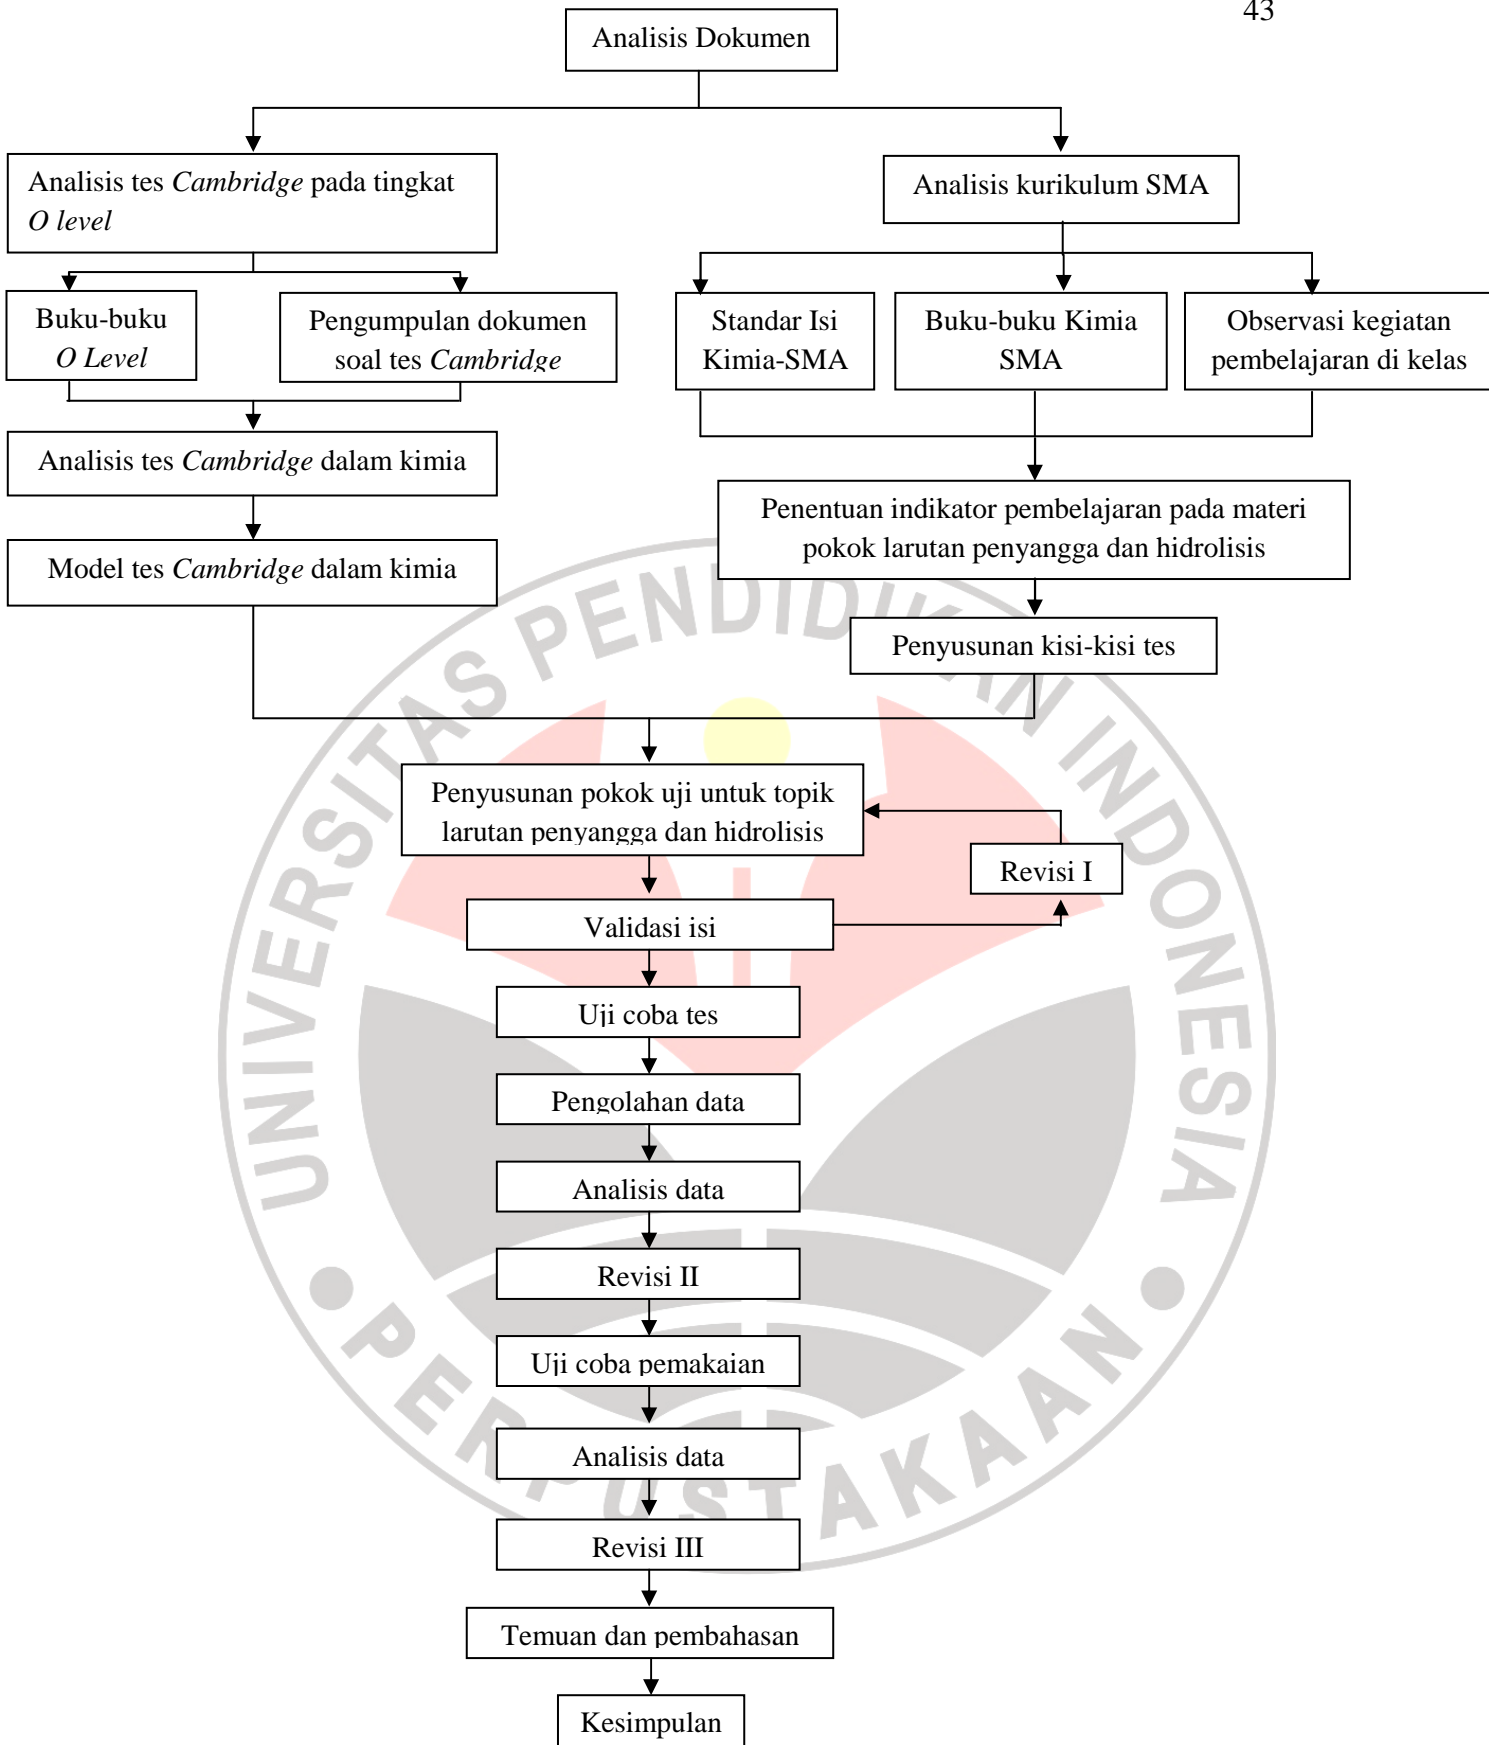 43
Analisis Dokumen
Analisis tes Cambridge pada tingkat
O level
Analisis kurikulum SMA
Buku-buku
O Level
Pengumpulan dokumen
soal tes Cambridge
Standar Isi
Kimia-SMA
Buku-buku Kimia
SMA
Observasi kegiatan
pembelajaran di kelas
Analisis tes Cambridge dalam kimia
Model tes Cambridge dalam kimia
Penentuan indikator pembelajaran pada materi
pokok larutan penyangga dan hidrolisis
Penyusunan kisi-kisi tes
Penyusunan pokok uji untuk topik
larutan penyangga dan hidrolisis
Revisi I
Validasi isi
Uji coba tes
Pengolahan data
Analisis data
Revisi II
Uji coba pemakaian
Analisis data
Revisi III
Temuan dan pembahasan
Kesimpulan
UNIVERSITAS PENDIDIKAN INDONESIA
PERPUSTAKAAN